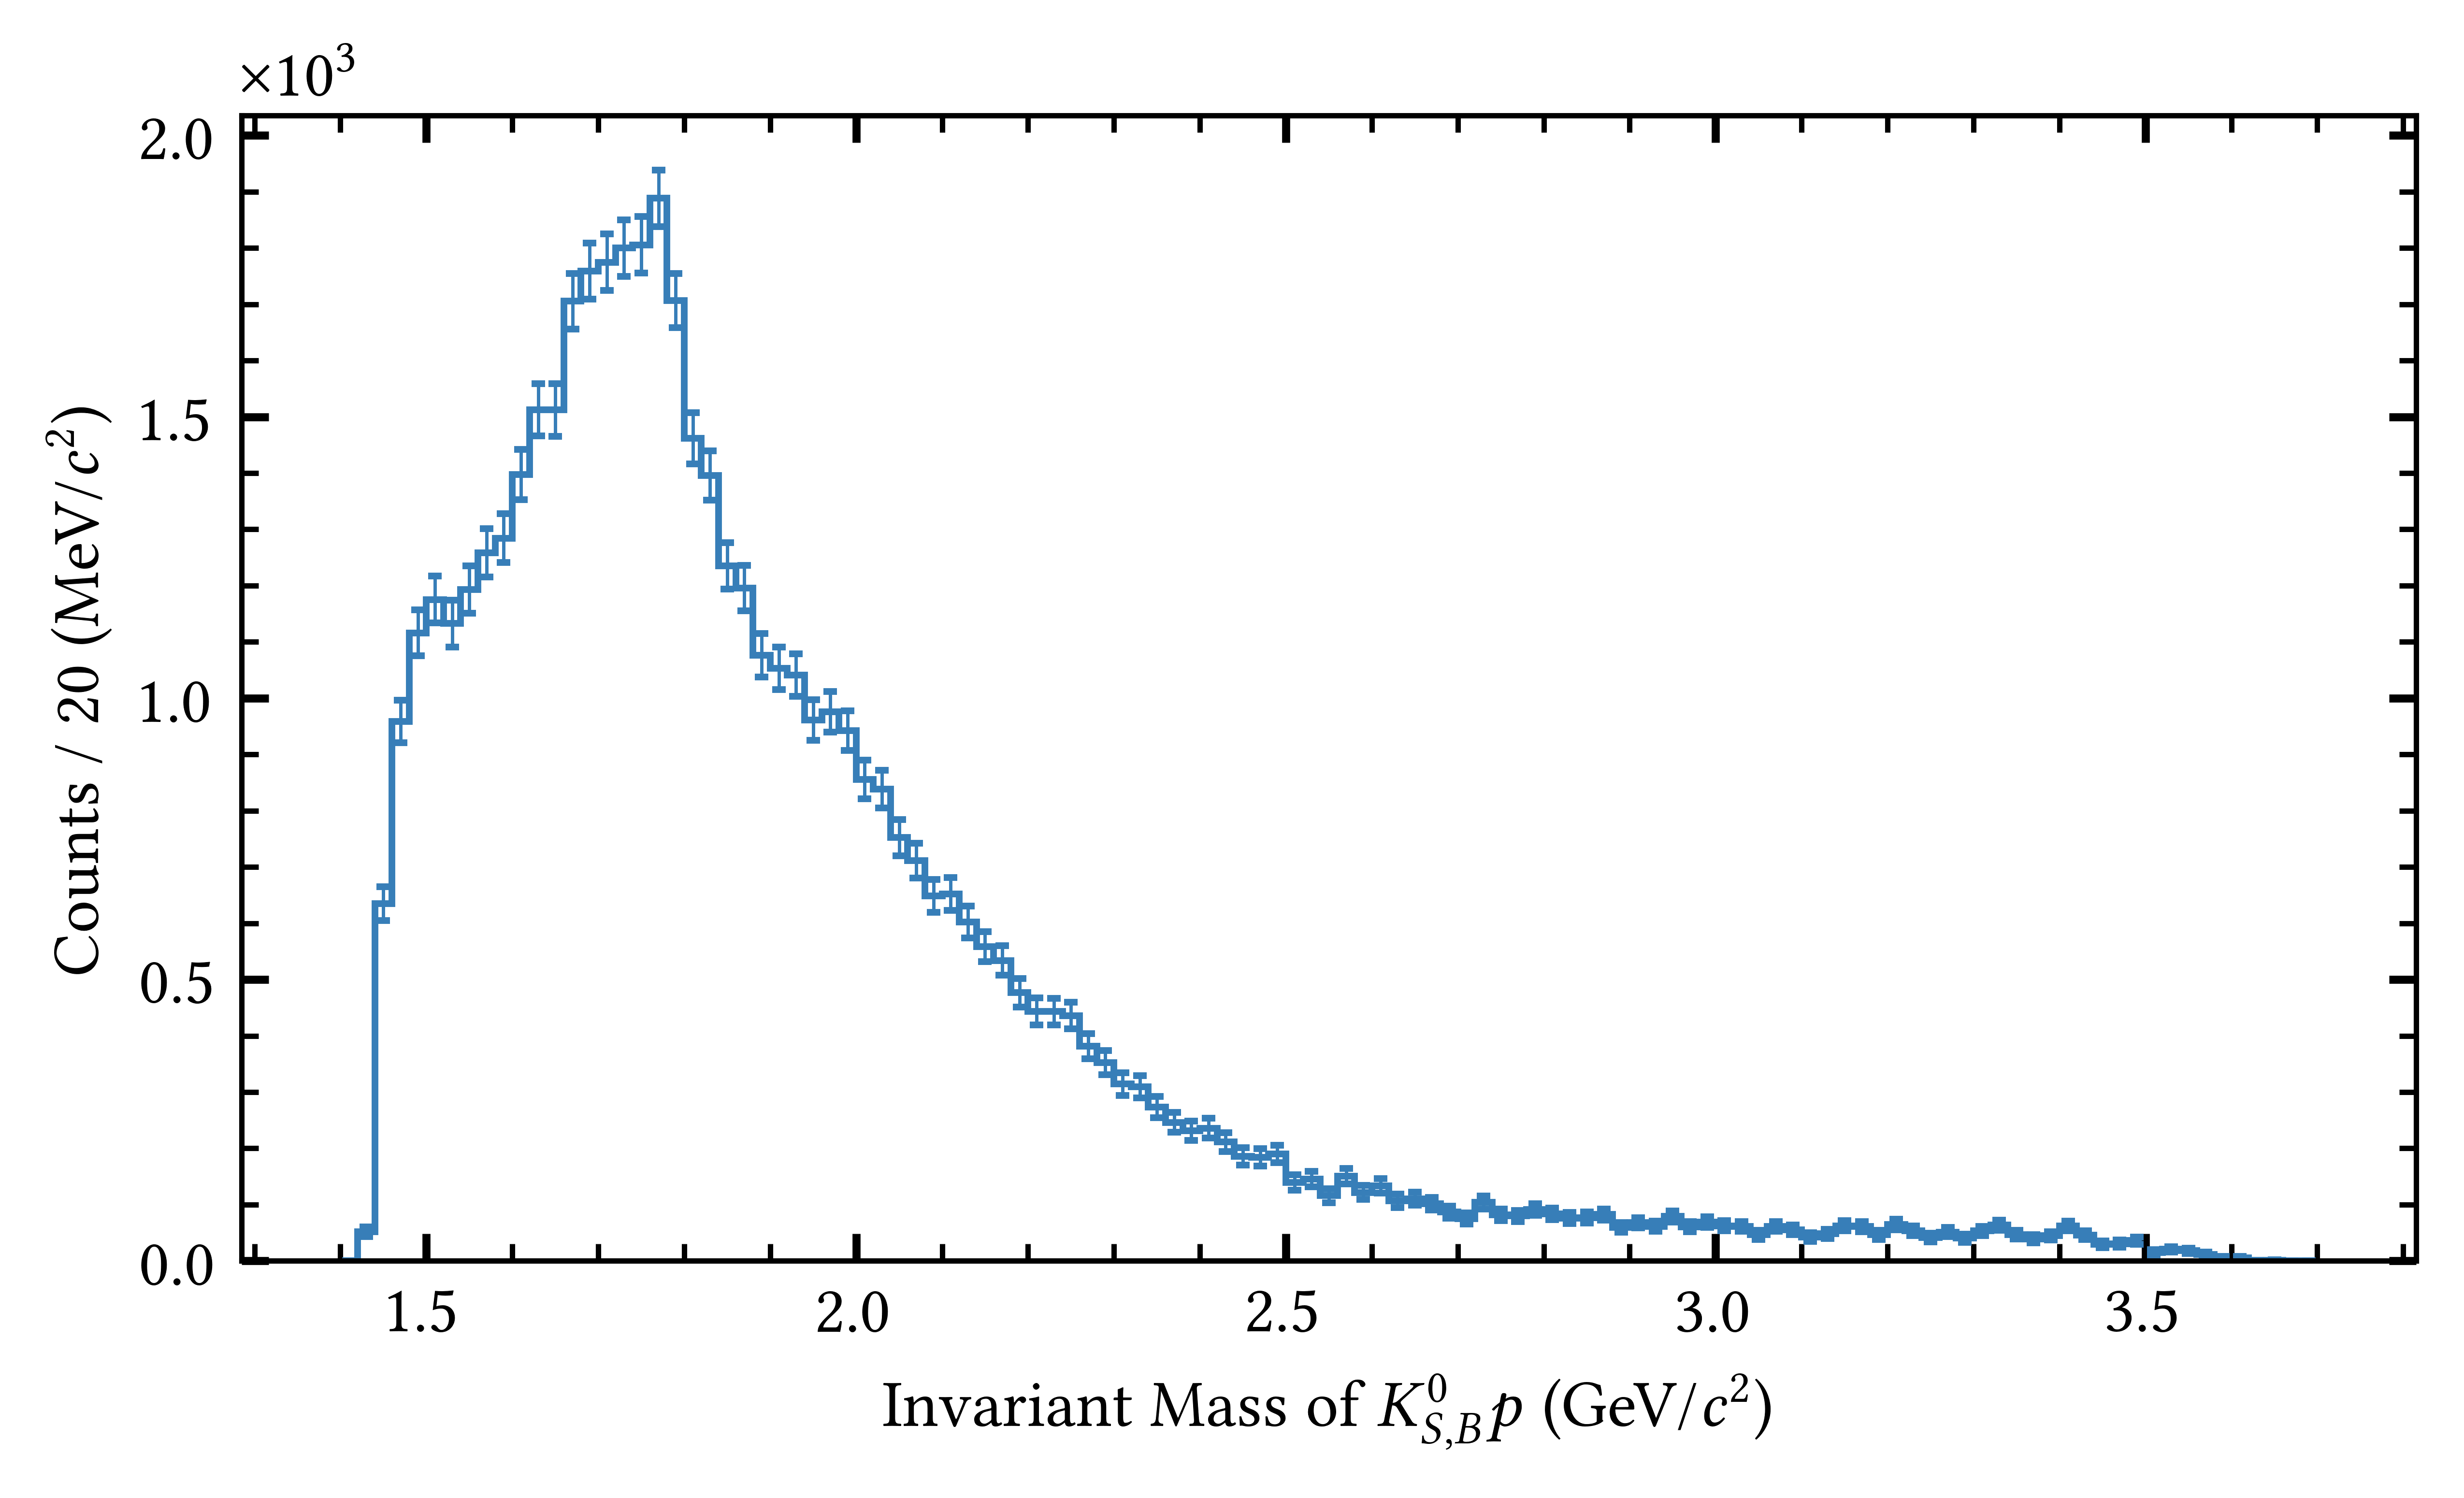 ×10³
2.0
1.5
1.0
0.5
0.0
Counts / 20 (MeV/c²)
1.5 2.0 2.5 3.0 3.5
Invariant Mass of K⁰_{S,B} p (GeV/c²)